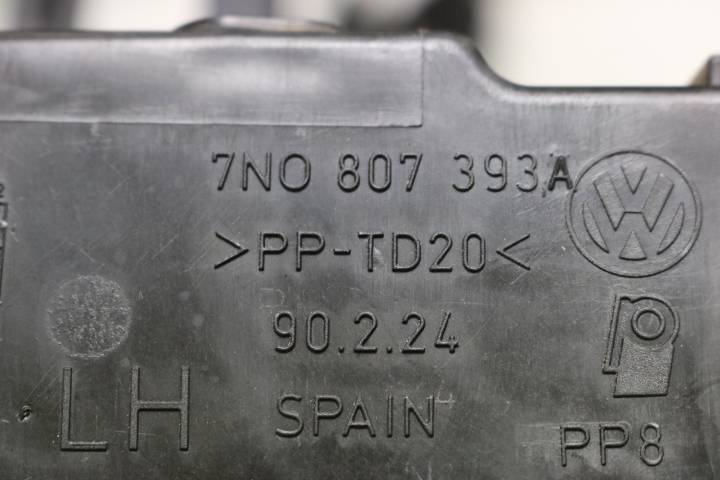 7N0 807 393A
>PP-TD20<
90.2.24
LH
SPAIN
PP8